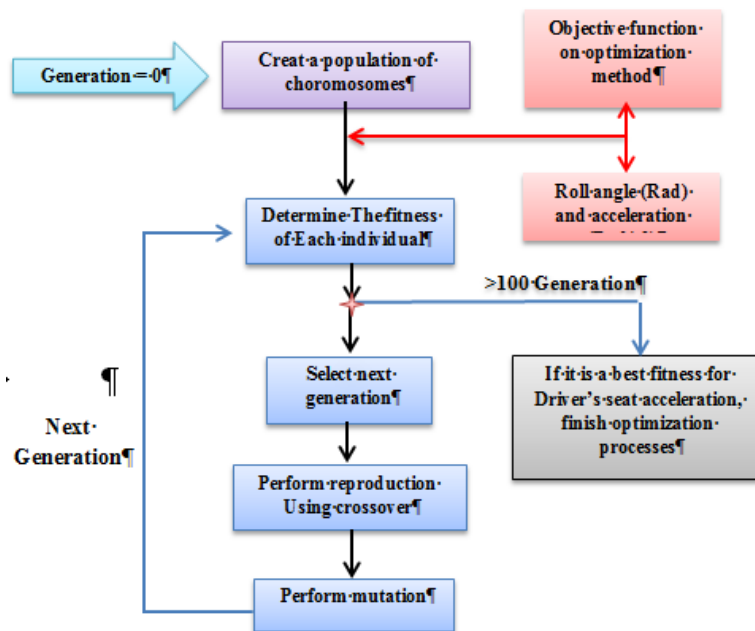 Generation = 0¶
Creat a population of
choromosomes¶
Objective function
on optimization
method¶
Roll angle (Rad)
and acceleration
Determine The fitness
of Each individual¶
>100 Generation¶
Select next
generation¶
If it is a best fitness for
Driver's seat acceleration,
finish optimization
processes¶
¶
Next
Generation¶
Perform reproduction
Using crossover¶
Perform mutation¶